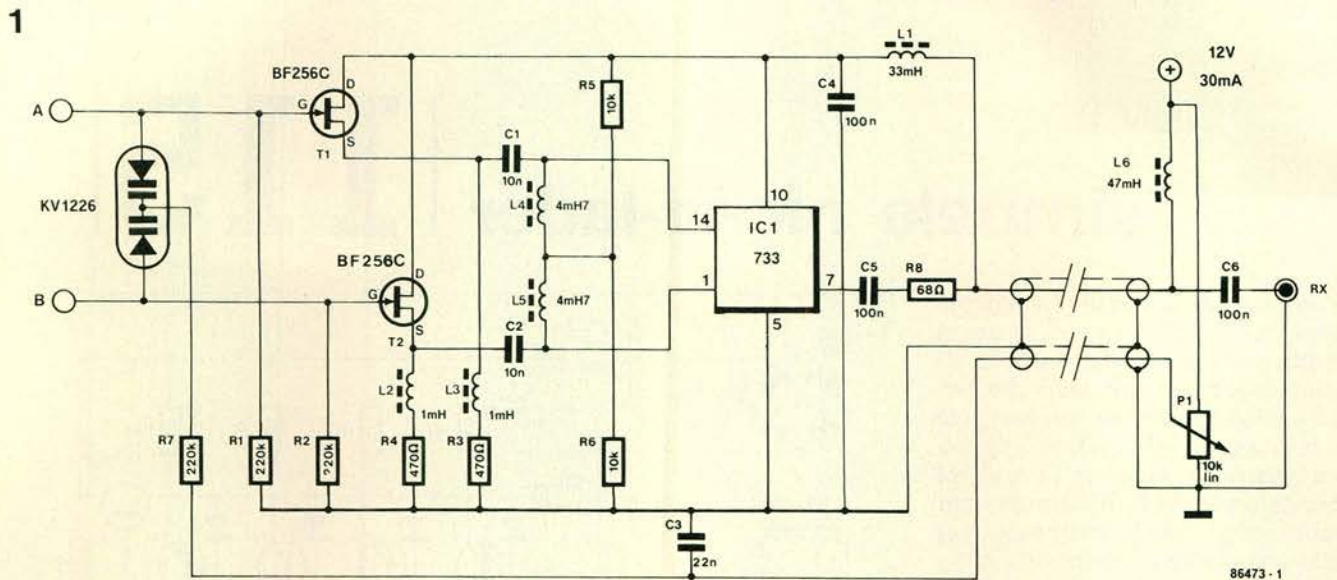 1
BF256C
D
G
S
T1
A
KV1226
B
BF256C
D
G
S
T2
C1
10n
L4
4mH7
L5
4mH7
C2
10n
R5
10k
L2
1mH
L3
1mH
R7
220k
R1
220k
R2
220k
R4
470Ω
R3
470Ω
R6
10k
C3
22n
14
1
10
IC1
733
7
5
C4
100n
L1
33mH
C5
100n
R8
68Ω
12V
+
30mA
L6
47mH
C6
100n
RX
P1
10k
lin
86473 - 1